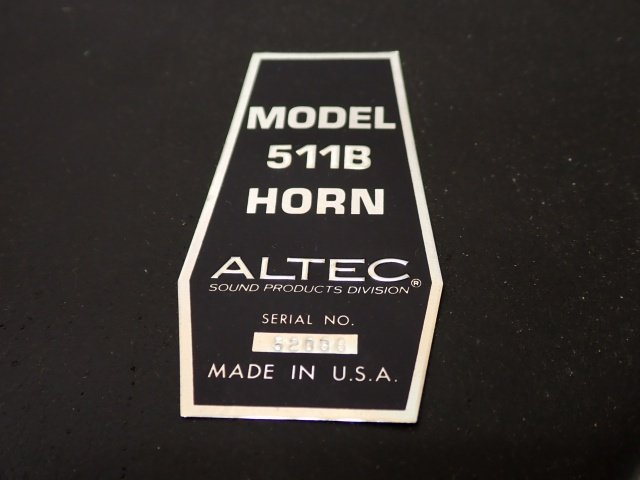 MODEL
511B
HORN
ALTEC
SOUND PRODUCTS DIVISION®
SERIAL NO.
MADE IN U.S.A.